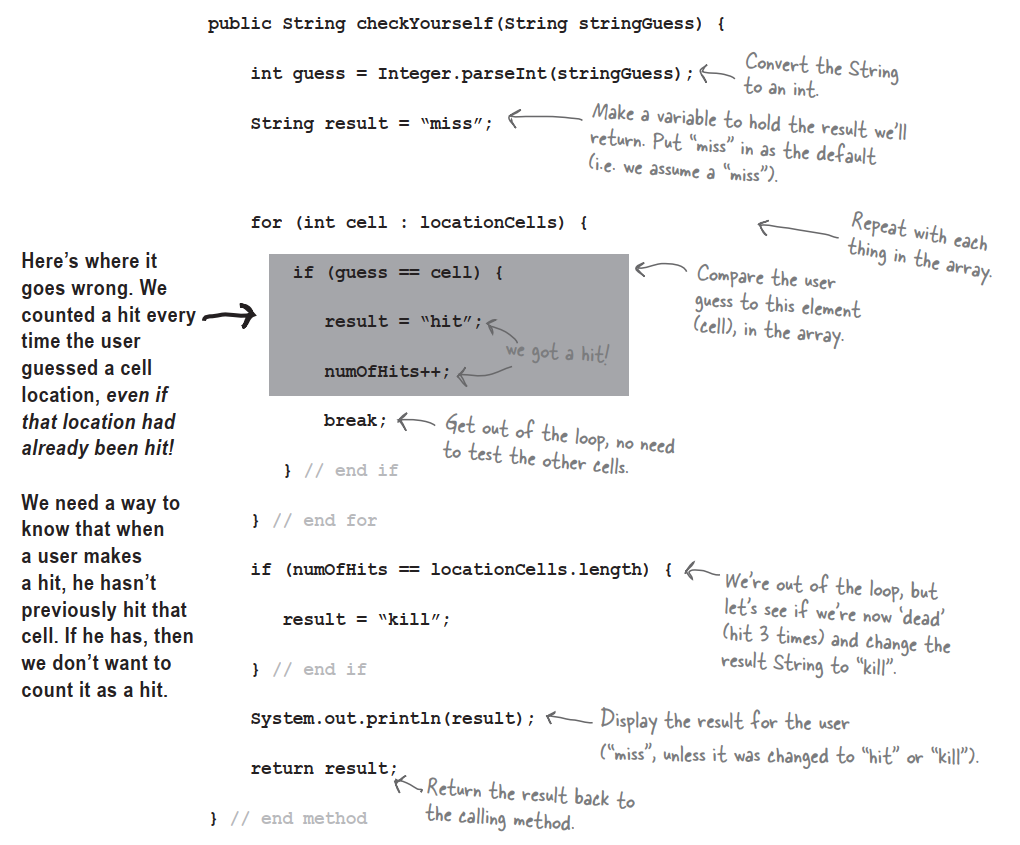 public String checkYourself(String stringGuess) {
int guess = Integer.parseInt(stringGuess);
Convert the String
to an int.
String result = “miss”;
Make a variable to hold the result we’ll
return. Put “miss” in as the default
(i.e. we assume a “miss”).
for (int cell : locationCells) {
Repeat with each
thing in the array.
Here’s where it
goes wrong. We
counted a hit every
time the user
guessed a cell
location, even if
that location had
already been hit!
We need a way to
know that when
a user makes
a hit, he hasn’t
previously hit that
cell. If he has, then
we don’t want to
count it as a hit.
if (guess == cell) {
Compare the user
guess to this element
(cell), in the array.
result = “hit”;
we got a hit!
numOfHits++;
break;
Get out of the loop, no need
to test the other cells.
} // end if
} // end for
if (numOfHits == locationCells.length) {
We’re out of the loop, but
let’s see if we’re now ‘dead’
(hit 3 times) and change the
result String to “kill”.
result = “kill”;
} // end if
System.out.println(result);
Display the result for the user
(“miss”, unless it was changed to “hit” or “kill”).
return result;
Return the result back to
the calling method.
} // end method